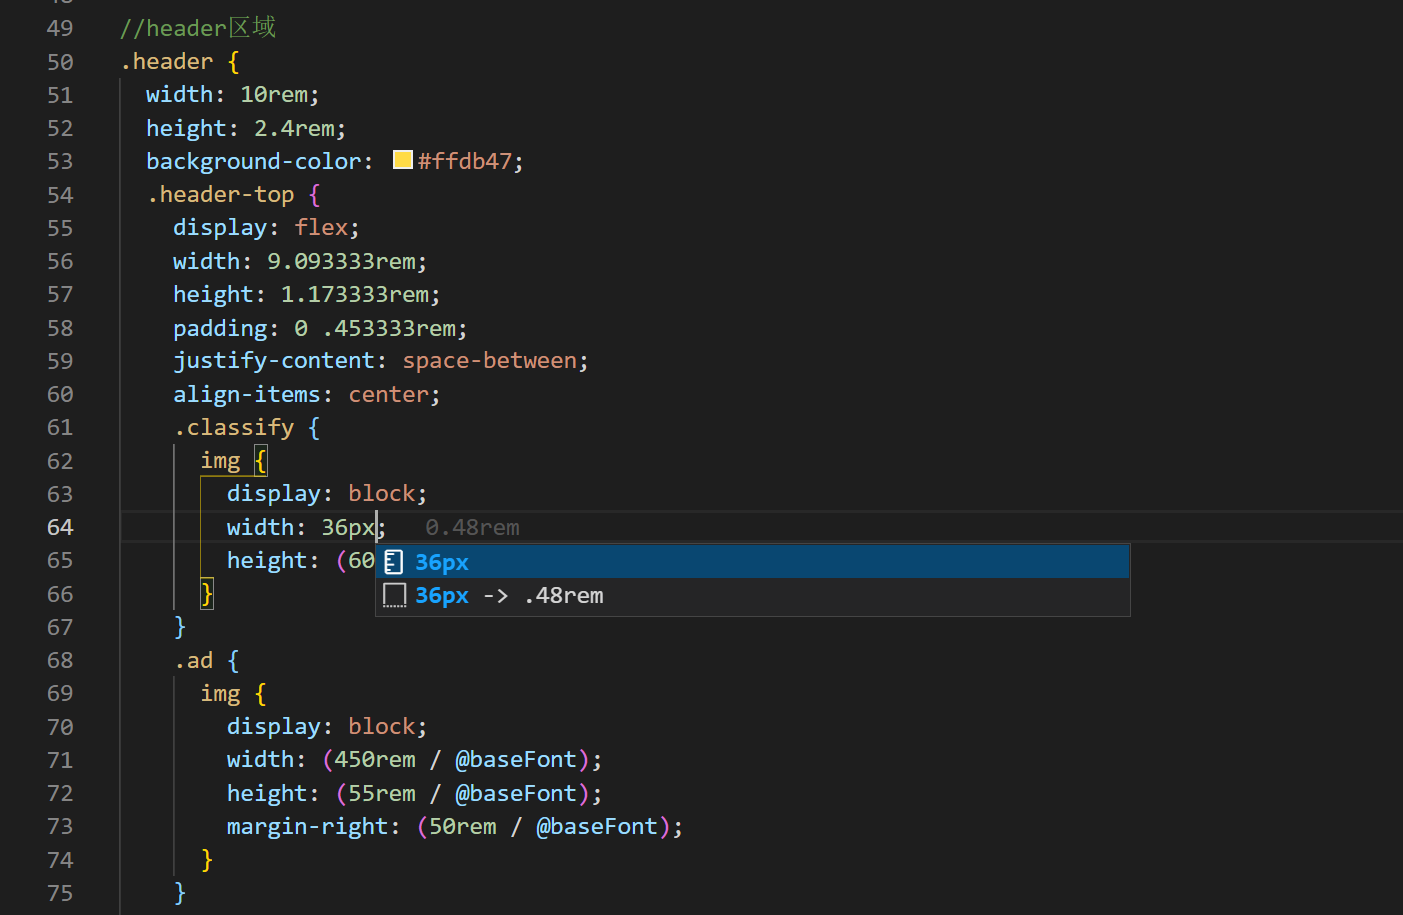 49 //header区域
50 .header {
51 width: 10rem;
52 height: 2.4rem;
53 background-color: #ffdb47;
54 .header-top {
55 display: flex;
56 width: 9.093333rem;
57 height: 1.173333rem;
58 padding: 0 .453333rem;
59 justify-content: space-between;
60 align-items: center;
61 .classify {
62 img {
63 display: block;
64 width: 36px; 0.48rem
65 height: (60
36px
36px -> .48rem
66 }
67 }
68 .ad {
69 img {
70 display: block;
71 width: (450rem / @baseFont);
72 height: (55rem / @baseFont);
73 margin-right: (50rem / @baseFont);
74 }
75 }